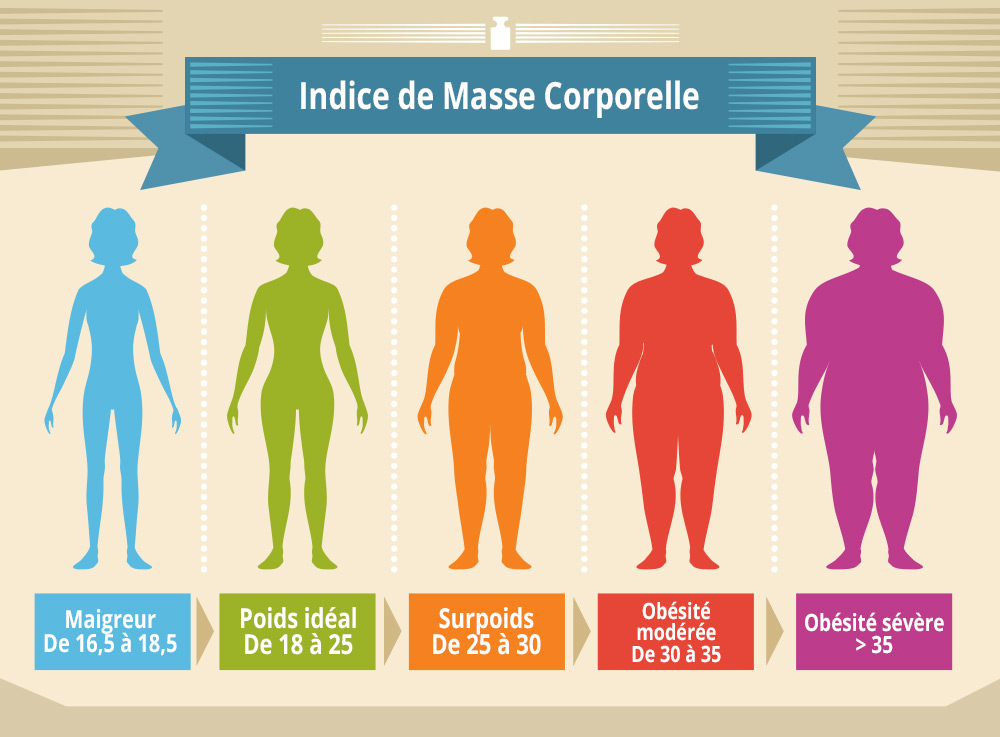 Indice de Masse Corporelle
Maigreur
De 16,5 à 18,5
Poids idéal
De 18 à 25
Surpoids
De 25 à 30
Obésité
modérée
De 30 à 35
Obésité sévère
> 35